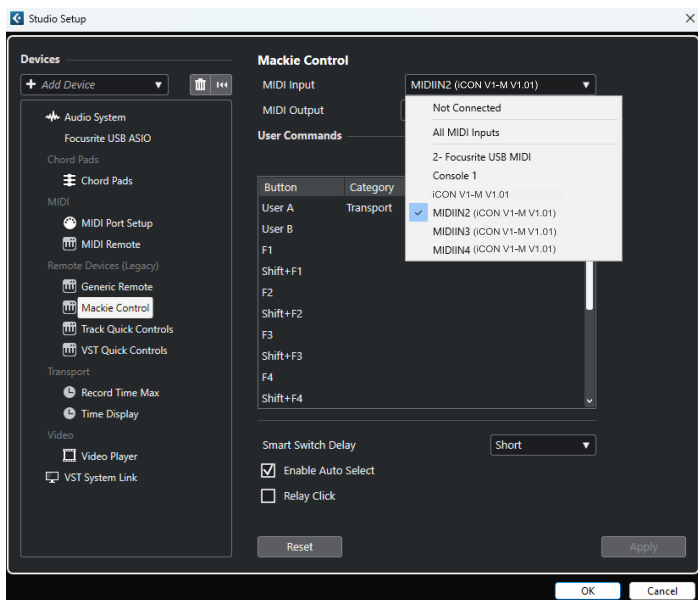 Studio Setup
Devices
Add Device
Audio System
Focusrite USB ASIO
Chord Pads
Chord Pads
MIDI
MIDI Port Setup
MIDI Remote
Remote Devices (Legacy)
Generic Remote
Mackie Control
Track Quick Controls
VST Quick Controls
Transport
Record Time Max
Time Display
Video
Video Player
VST System Link
Mackie Control
MIDI Input MIDIIN2 (iCON V1-M V1.01)
MIDI Output
Not Connected
All MIDI Inputs
2- Focusrite USB MIDI
Console 1
iCON V1-M V1.01
MIDIIN2 (iCON V1-M V1.01)
MIDIIN3 (iCON V1-M V1.01)
MIDIIN4 (iCON V1-M V1.01)
User Commands
Button Category
User A Transport
User B
F1
Shift+F1
F2
Shift+F2
F3
Shift+F3
F4
Shift+F4
Smart Switch Delay Short
Enable Auto Select
Relay Click
Reset Apply
OK Cancel